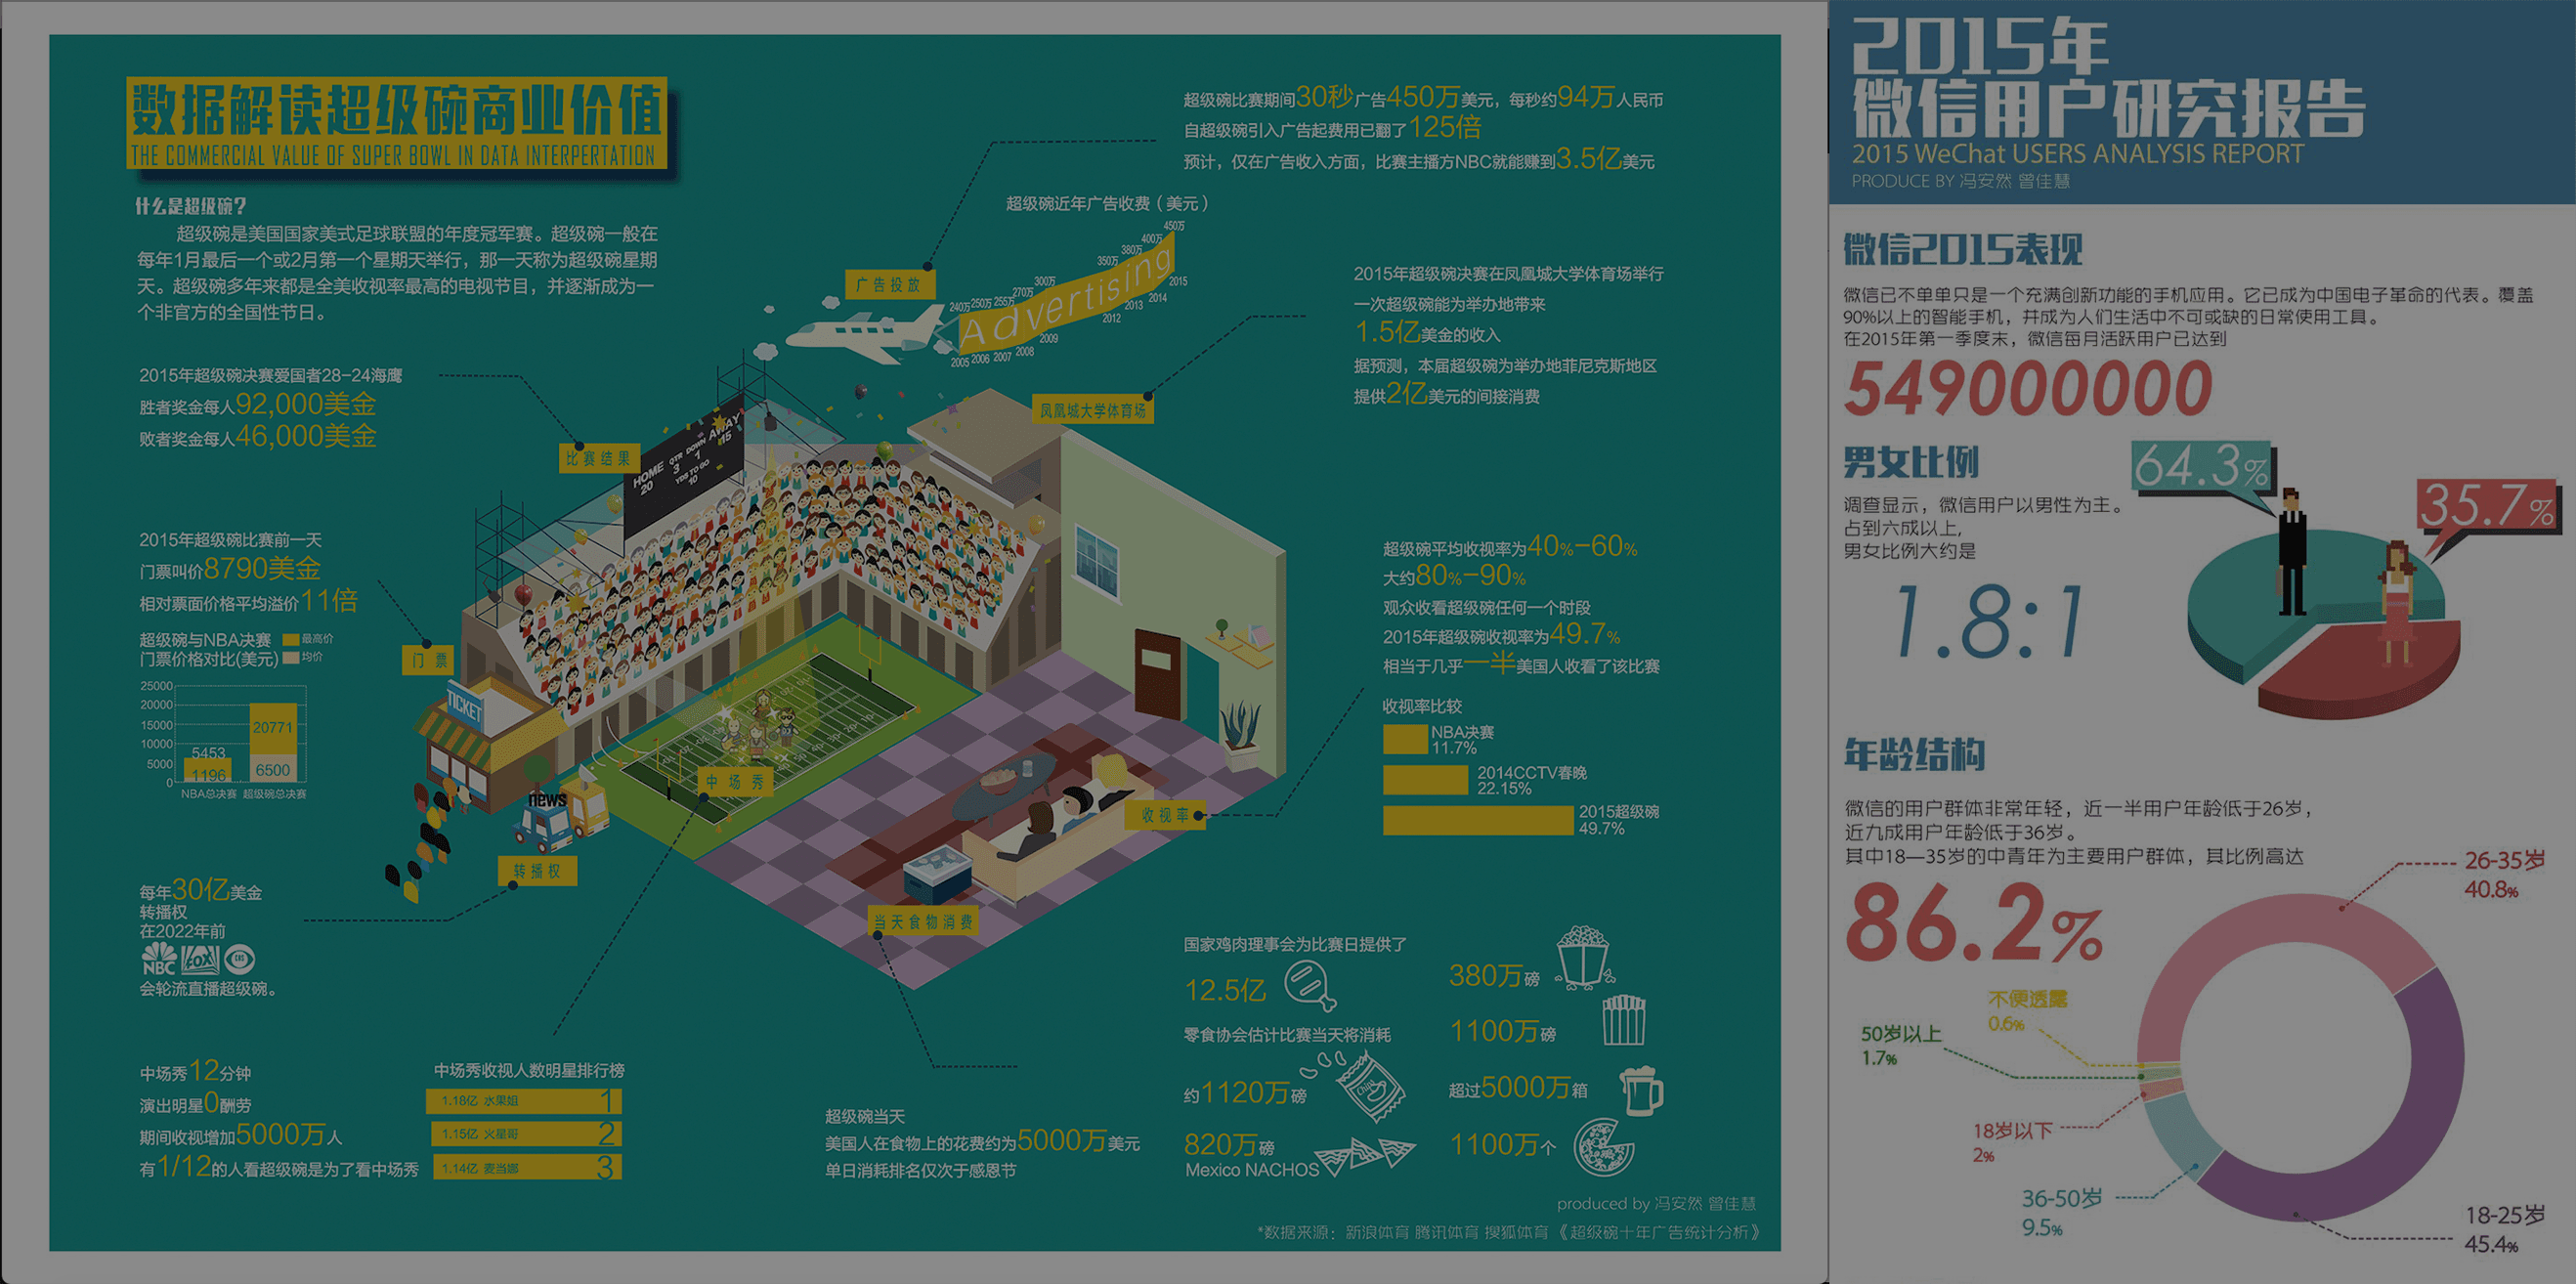 数据解读超级碗商业价值
THE COMMERCIAL VALUE OF SUPER BOWL IN DATA INTERPERTATION
什么是超级碗?
超级碗是美国国家美式足球联盟的年度冠军赛。超级碗一般在
每年1月最后一个或2月第一个星期天举行，那一天称为超级碗星期
天。超级碗多年来都是全美收视率最高的电视节目，并逐渐成为一
个非官方的全国性节日。
2015年超级碗决赛爱国者28-24海鹰
胜者奖金每人92,000美金
败者奖金每人46,000美金
比赛结果
2015年超级碗比赛前一天
门票叫价8790美金
相对票面价格平均溢价11倍
超级碗与NBA决赛
门票价格对比(美元)
最高价
均价
25000
20000
15000
10000
5000
0
5453
1196
20771
6500
NBA总决赛 超级碗总决赛
门票
TICKET
HOME
20
QTR
3
DOWN
1
YDS TO GO
10
AWAY
15
news
转播权
每年30亿美金
转播权
在2022年前
NBC FOX CBS
会轮流直播超级碗。
中场秀
中场秀12分钟
演出明星0酬劳
期间收视增加5000万人
有1/12的人看超级碗是为了看中场秀
中场秀收视人数明星排行榜
1.18亿 水果姐 1
1.15亿 火星哥 2
1.14亿 麦当娜 3
超级碗比赛期间30秒广告450万美元，每秒约94万人民币
自超级碗引入广告起费用已翻了125倍
预计，仅在广告收入方面，比赛主播方NBC就能赚到3.5亿美元
广告投放
超级碗近年广告收费（美元）
240万 250万 255万 270万 300万 350万 380万 400万 450万
Advertising
2005 2006 2007 2008 2009 2012 2013 2014 2015
凤凰城大学体育场
2015年超级碗决赛在凤凰城大学体育场举行
一次超级碗能为举办地带来
1.5亿美金的收入
据预测，本届超级碗为举办地菲尼克斯地区
提供2亿美元的间接消费
超级碗平均收视率为40%-60%
大约80%-90%
观众收看超级碗任何一个时段
2015年超级碗收视率为49.7%
相当于几乎一半美国人收看了该比赛
收视率
收视率比较
NBA决赛
11.7%
2014CCTV春晚
22.15%
2015超级碗
49.7%
当天食物消费
超级碗当天
美国人在食物上的花费约为5000万美元
单日消耗排名仅次于感恩节
国家鸡肉理事会为比赛日提供了
12.5亿
零食协会估计比赛当天将消耗
约1120万磅
Chips
820万磅
Mexico NACHOS
380万磅
1100万磅
超过5000万箱
1100万个
produced by 冯安然 曾佳慧
*数据来源：新浪体育 腾讯体育 搜狐体育《超级碗十年广告统计分析》
2015年
微信用户研究报告
2015 WeChat USERS ANALYSIS REPORT
PRODUCE BY 冯安然 曾佳慧
微信2015表现
微信已不单单只是一个充满创新功能的手机应用。它已成为中国电子革命的代表。覆盖
90%以上的智能手机，并成为人们生活中不可或缺的日常使用工具。
在2015年第一季度末，微信每月活跃用户已达到
549000000
男女比例
调查显示，微信用户以男性为主。
占到六成以上,
男女比例大约是
1.8:1
64.3%
35.7%
年龄结构
微信的用户群体非常年轻，近一半用户年龄低于26岁，
近九成用户年龄低于36岁。
其中18—35岁的中青年为主要用户群体，其比例高达
86.2%
26-35岁
40.8%
不便透露
0.6%
50岁以上
1.7%
18岁以下
2%
36-50岁
9.5%
18-25岁
45.4%